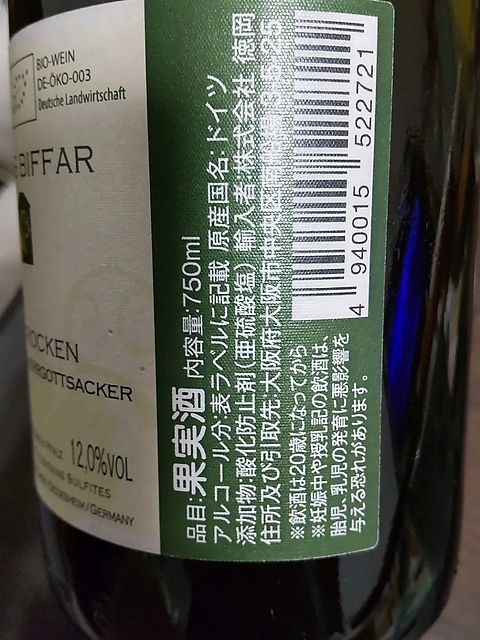 BIO-WEIN
DE-ÖKO-003
Deutsche Landwirtschaft
BIFFAR
ROCKEN
RRGOTTSACKER
12,0%VOL
SULFITES
/GERMANY
品目:果実酒 内容量:750ml
アルコール分:表ラベルに記載 原産国名:ドイツ
添加物:酸化防止剤(亜硫酸塩) 輸入者:株式会社 徳岡
住所及び引取先:大阪府大阪市中央区
※飲酒は20歳になってから
※妊娠中や授乳記の飲酒は、
胎児、乳児の発育に悪影響を
与える恐れがあります。
4 940015 522721